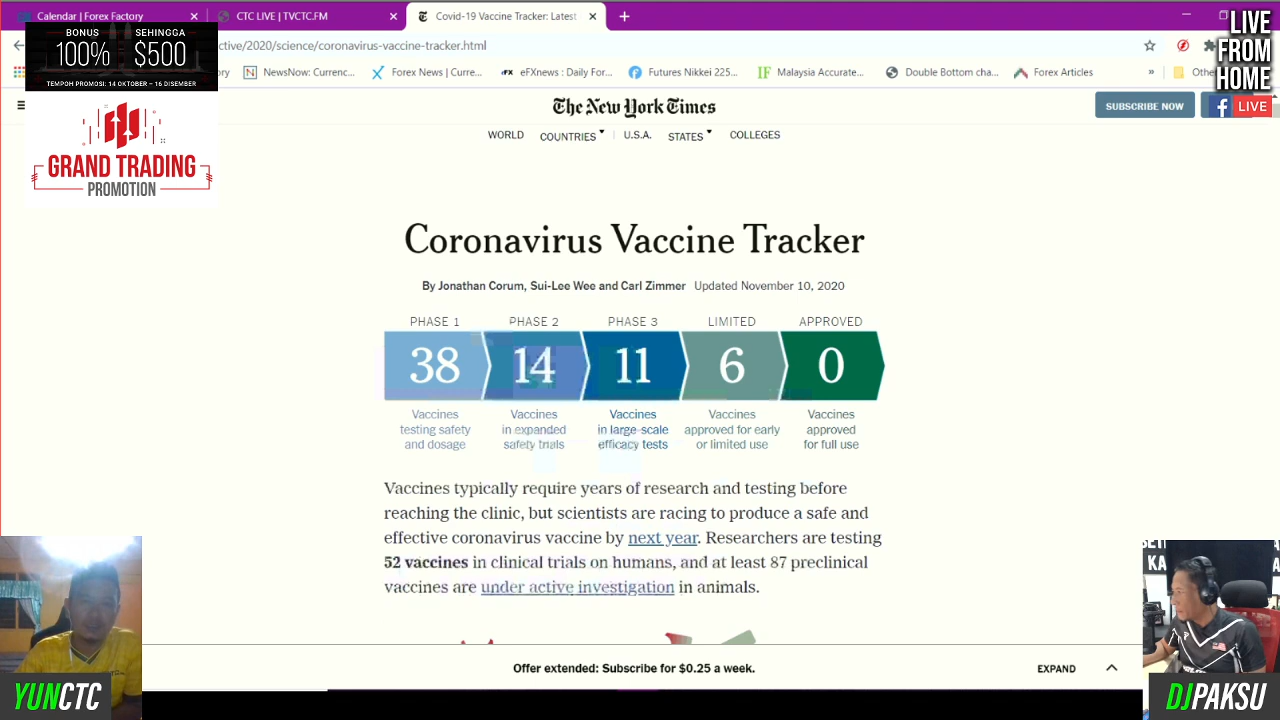 Calendar | Forex Factory
CTC LIVE | TVCTC.FM
Covid-19 Vaccine Tracker: Latest
BONUS 100%
SEHINGGA $500
TEMPOH PROMOSI: 14 OKTOBER – 16 DISEMBER
GRAND TRADING
PROMOTION
ctive/2020/science/coronavirus-vaccine-tracker.html
NewsNow: Currenc...
Forex News | Curre...
eFXnews : Daily For...
Futures Nikkei 225...
Malaysia Accurate...
Double Bottom cha...
Forex Articles
»
LIVE
FROM
HOME
LIVE
The New York Times
SUBSCRIBE NOW
WORLD COUNTRIES U.S.A. STATES COLLEGES
Coronavirus Vaccine Tracker
By Jonathan Corum, Sui-Lee Wee and Carl Zimmer Updated November 10, 2020
PHASE 1 PHASE 2 PHASE 3 LIMITED APPROVED
38 14 11 6 0
Vaccines testing safety and dosage
Vaccines in expanded safety trials
Vaccines in large-scale efficacy tests
Vaccines approved for early or limited use
Vaccines approved for full use
Vaccines typically require years of research and testing before
reaching the clinic, but scientists are racing to produce a safe and
effective coronavirus vaccine by next year. Researchers are testing
52 vaccines in clinical trials on humans, and at least 87 preclinical
vaccines are under active investigation in animals.
Offer extended: Subscribe for $0.25 a week.
EXPAND
YUNCTC
DJPAKSU